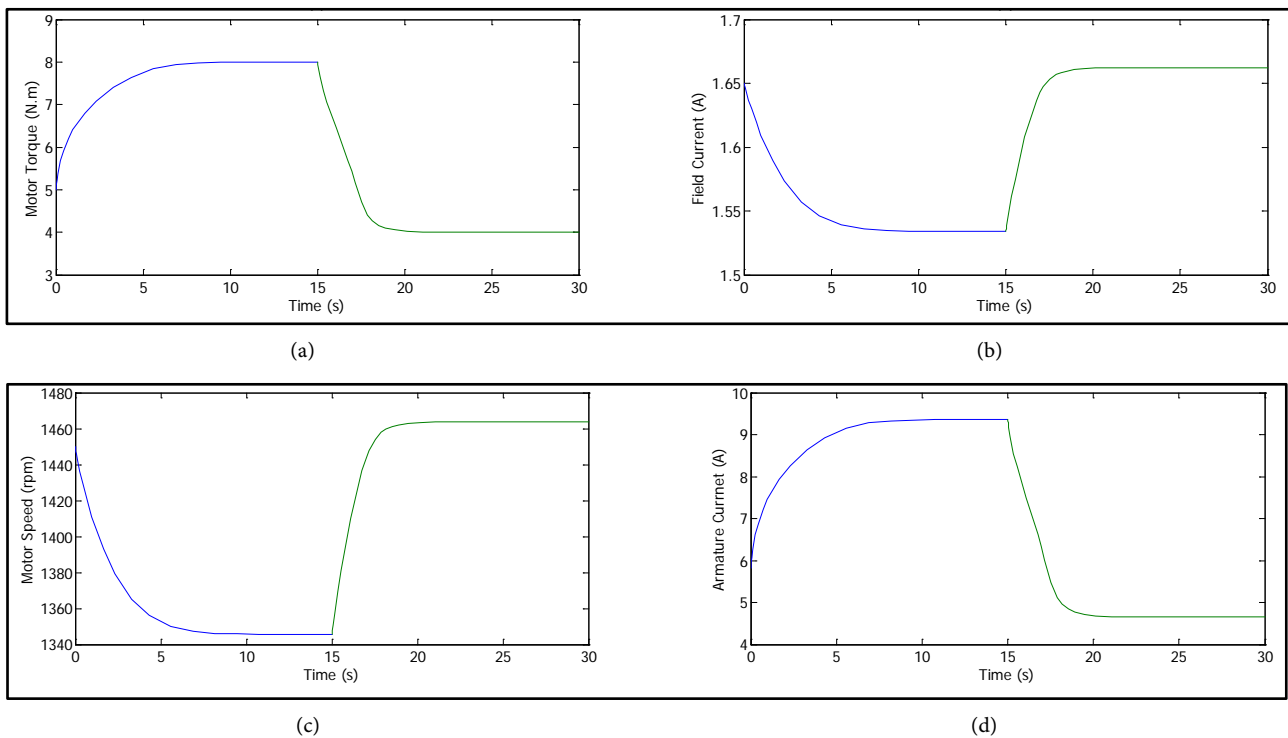 9
8
7
6
5
4
3
0 5 10 15 20 25 30
Motor Torque (N.m)
Time (s)
(a)
1.7
1.65
1.6
1.55
1.5
0 5 10 15 20 25 30
Field Current (A)
Time (s)
(b)
1480
1460
1440
1420
1400
1380
1360
1340
0 5 10 15 20 25 30
Motor Speed (rpm)
Time (s)
(c)
10
9
8
7
6
5
4
0 5 10 15 20 25 30
Armature Currnet (A)
Time (s)
(d)